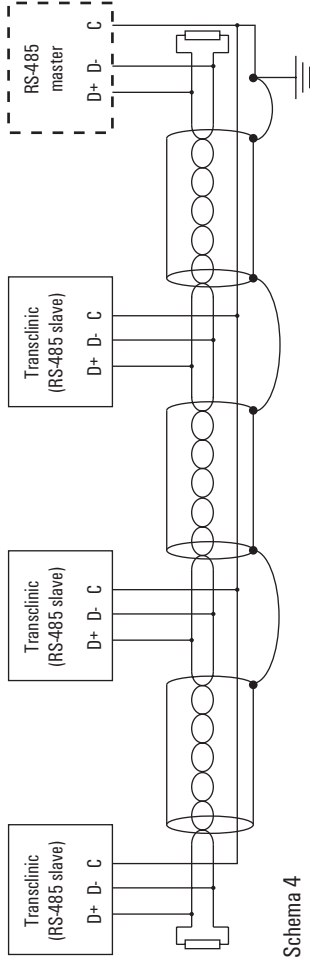 Transclinic
(RS-485 slave)
D+ D- C
Transclinic
(RS-485 slave)
D+ D- C
Transclinic
(RS-485 slave)
D+ D- C
RS-485
master
D+ D- C
Schema 4